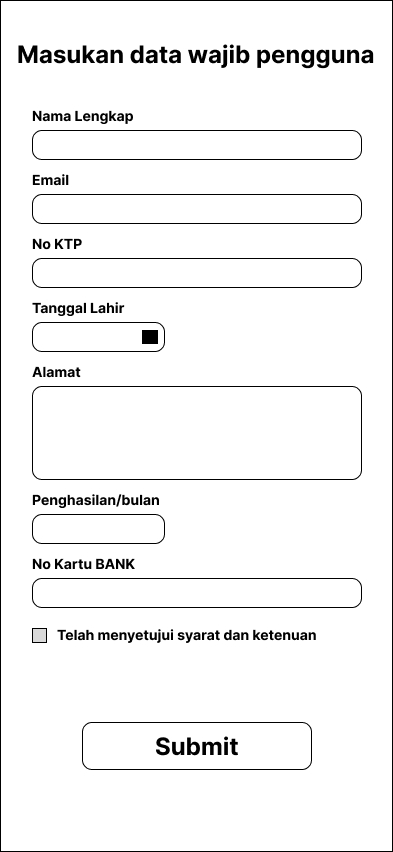 Masukan data wajib pengguna
Nama Lengkap
Email
No KTP
Tanggal Lahir
Alamat
Penghasilan/bulan
No Kartu BANK
Telah menyetujui syarat dan ketenuan
Submit